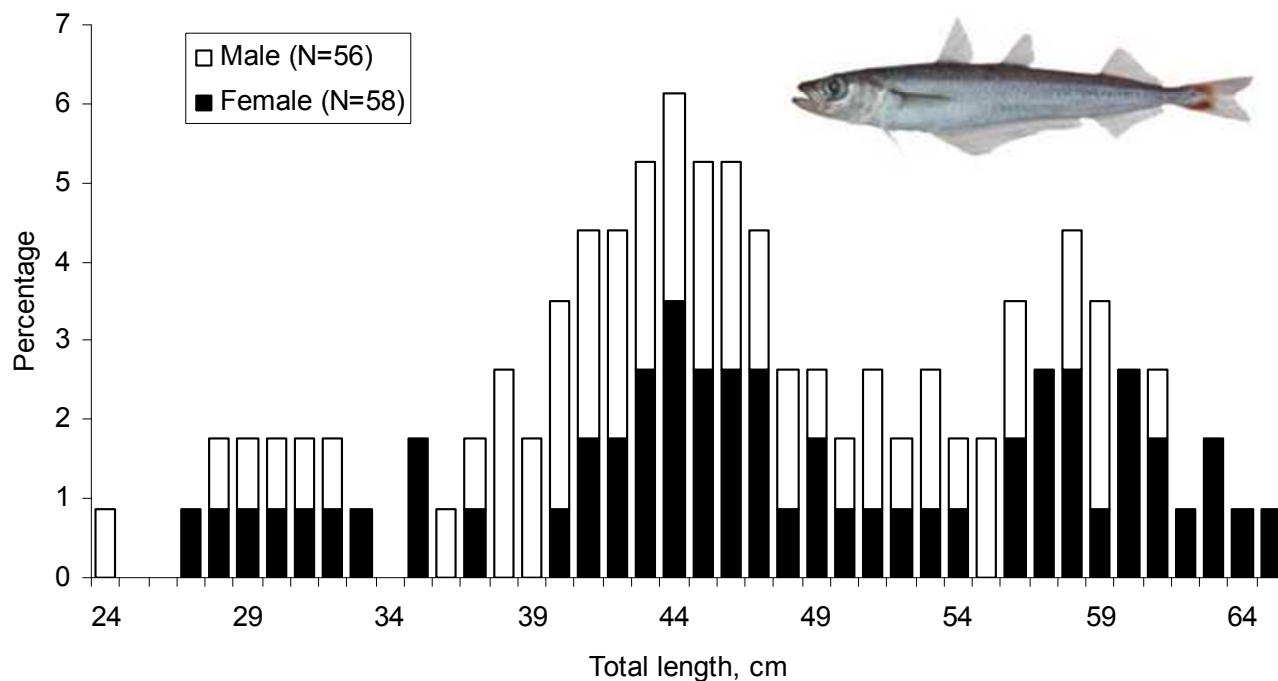 7
Male (N=56)
Female (N=58)
6
5
4
3
2
1
0
Percentage
24 29 34 39 44 49 54 59 64
Total length, cm